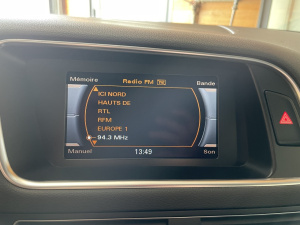 Mémoire
Radio FM TP
Bande
ICI NORD
HAUTS DE
RTL
RFM
EUROPE 1
94.3 MHz
Manuel
13:49
Son